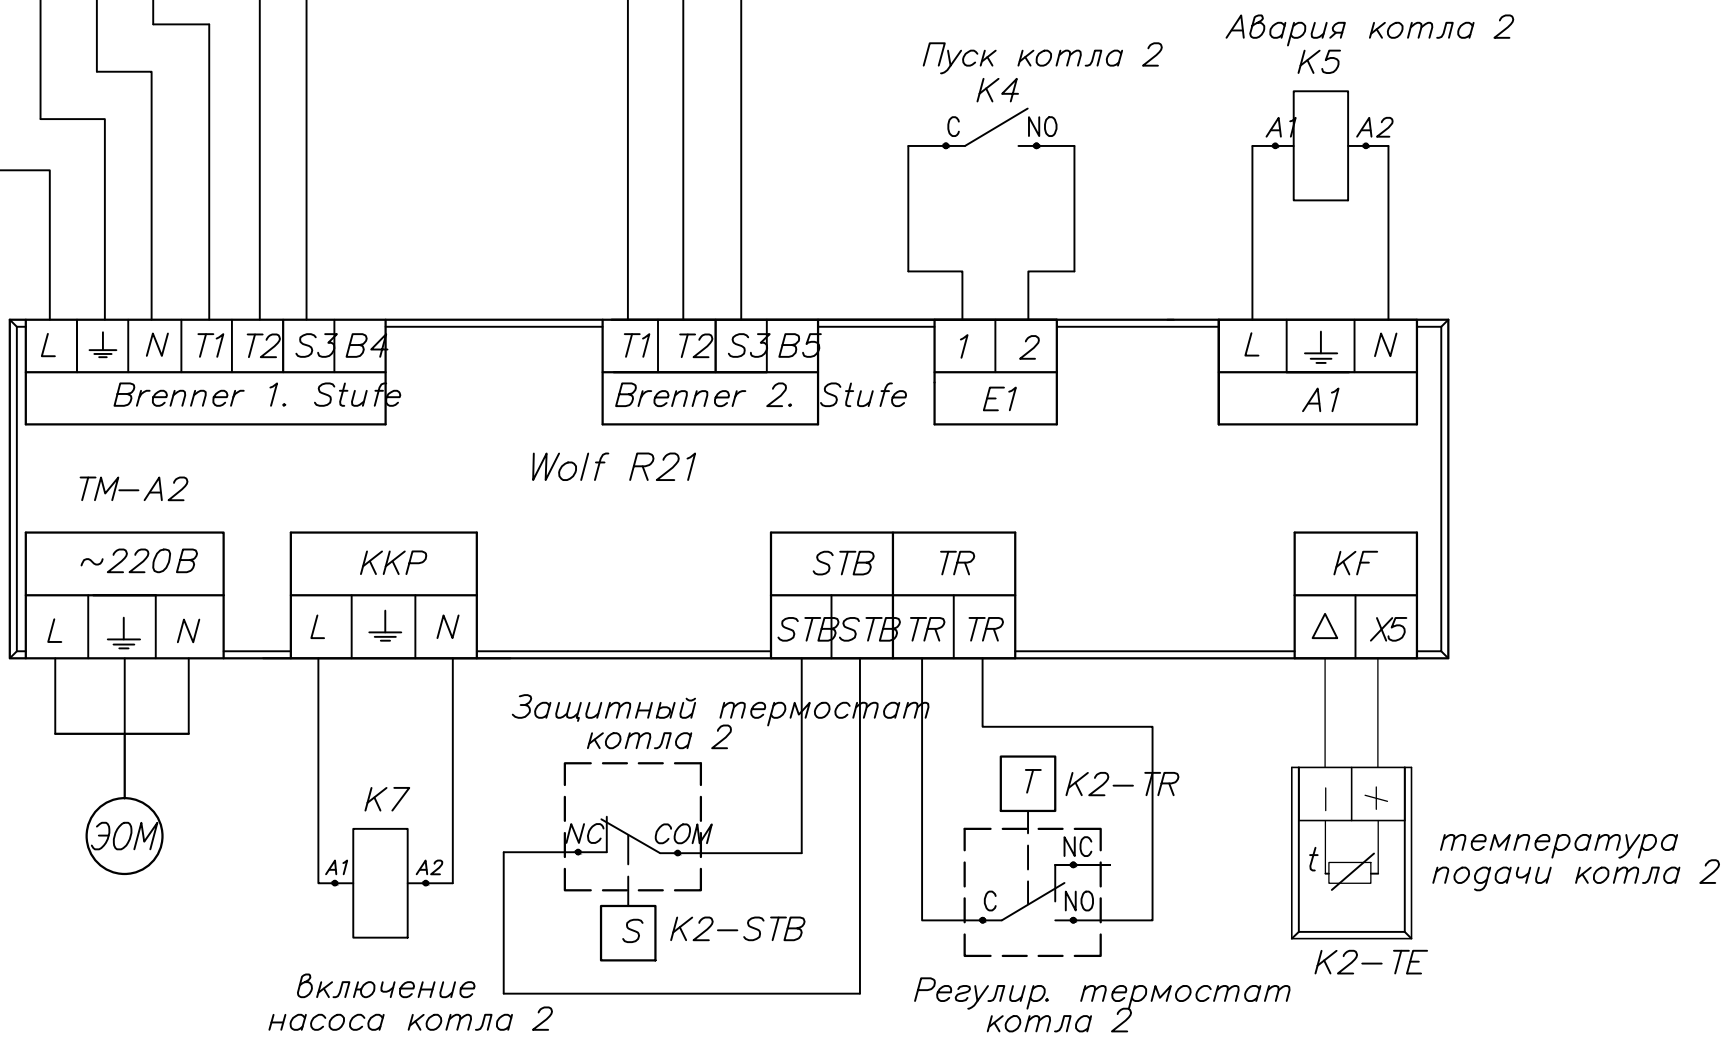 Авария котла 2
K5
A1 A2
Пуск котла 2
K4
C NO
L N T1 T2 S3 B4
Brenner 1. Stufe
T1 T2 S3 B5
Brenner 2. Stufe
1 2
E1
L N
A1
Wolf R21
TM-A2
~220В
L N
KKP
L N
STB TR
STB STB TR TR
KF
△ X5
ЭОМ
K7
A1 A2
включение
насоса котла 2
Защитный термостат
котла 2
NC COM
S K2-STB
T K2-TR
NC
C NO
Регулир. термостат
котла 2
– +
t
K2-TE
температура
подачи котла 2